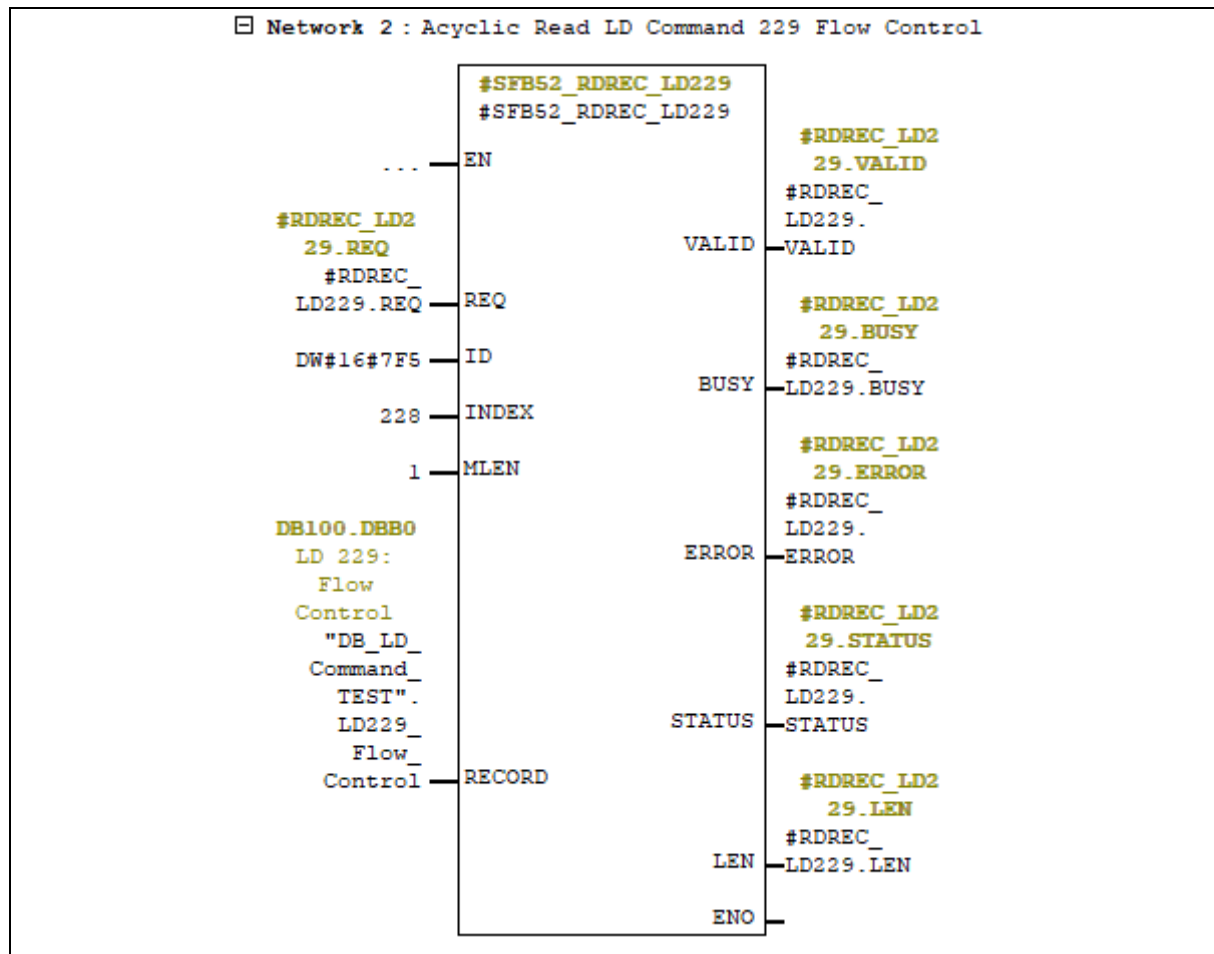 Network 2 : Acyclic Read LD Command 229 Flow Control
#SFB52_RDREC_LD229
#SFB52_RDREC_LD229
... EN
#RDREC_LD2
29.REQ
#RDREC_
LD229.REQ REQ
DW#16#7F5 ID
228 INDEX
1 MLEN
DB100.DBB0
LD 229:
Flow
Control
"DB_LD_
Command_
TEST".
LD229_
Flow_
Control RECORD
#RDREC_LD2
29.VALID
#RDREC_
LD229.
VALID VALID
#RDREC_LD2
29.BUSY
#RDREC_
BUSY LD229.BUSY
#RDREC_LD2
29.ERROR
#RDREC_
LD229.
ERROR ERROR
#RDREC_LD2
29.STATUS
#RDREC_
LD229.
STATUS STATUS
#RDREC_LD2
29.LEN
#RDREC_
LEN LD229.LEN
ENO